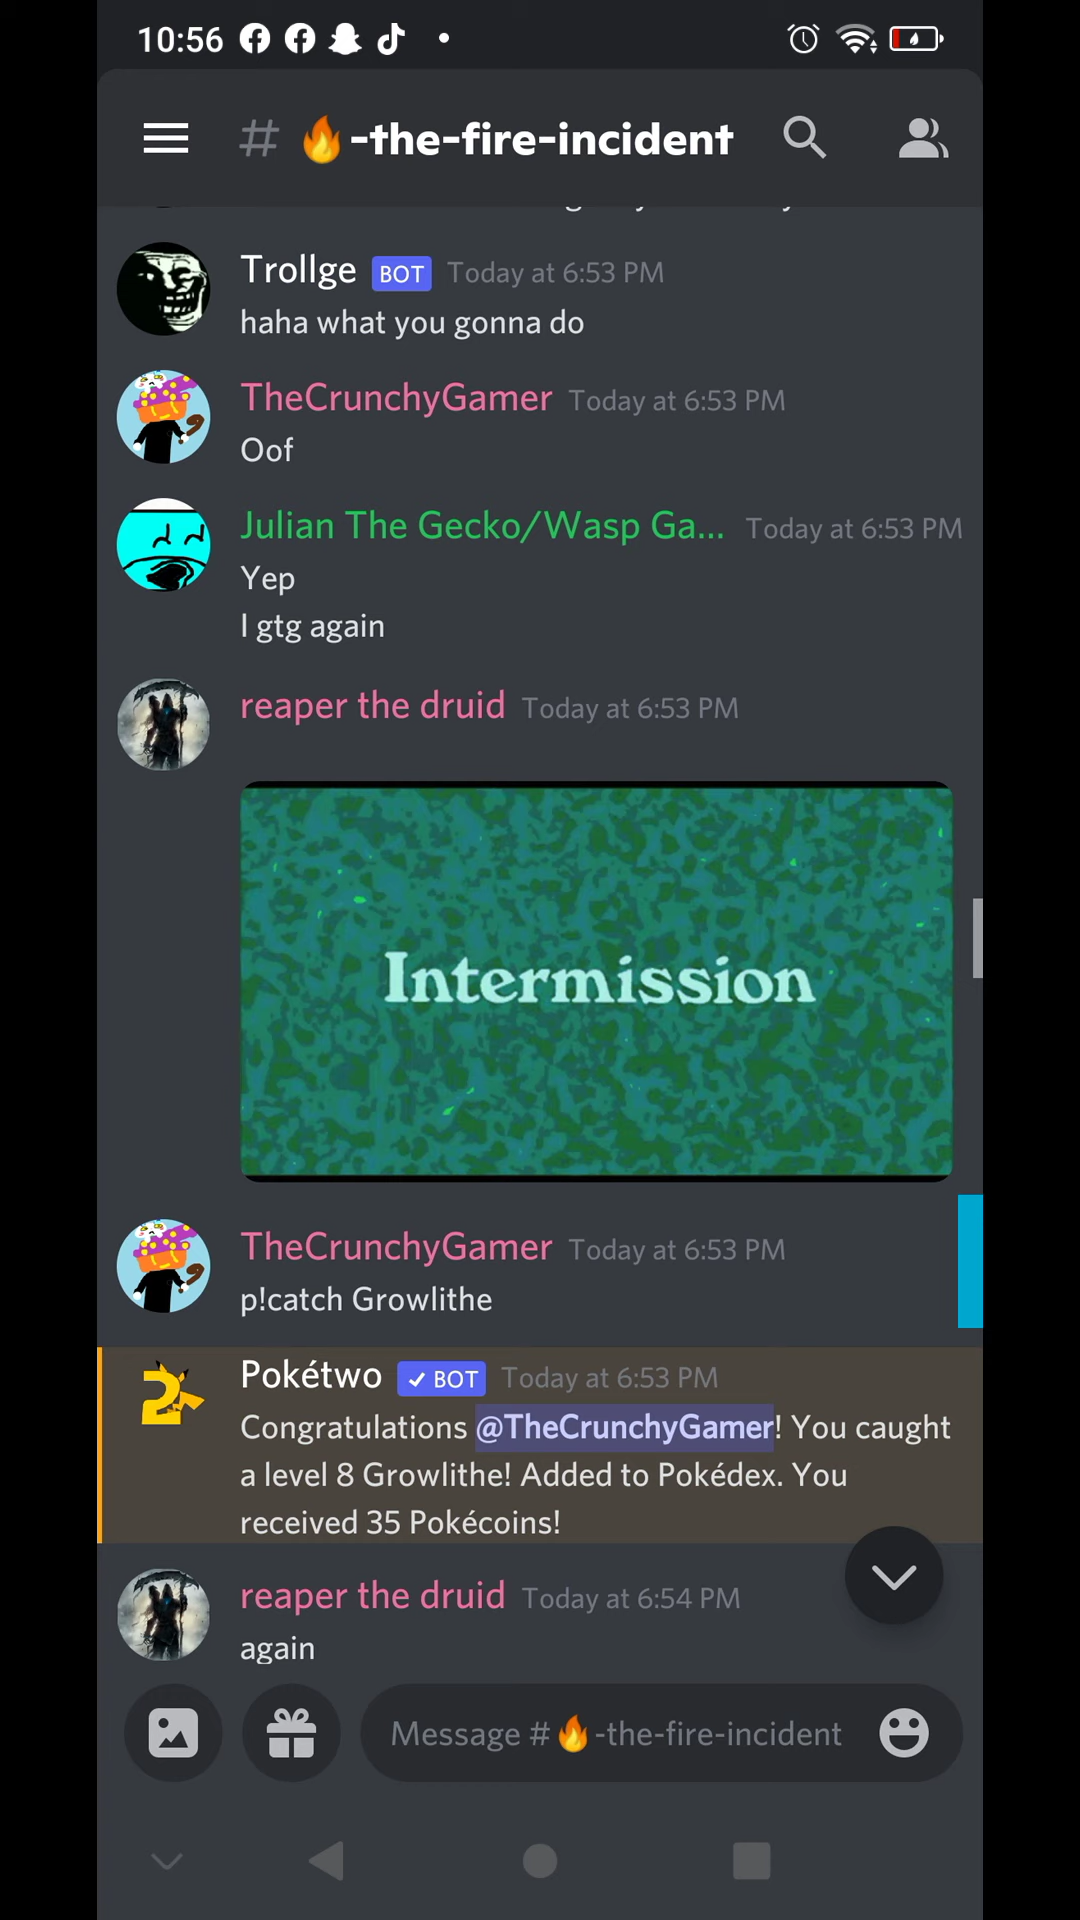 10:56
# 🔥-the-fire-incident
Trollge BOT Today at 6:53 PM
haha what you gonna do
TheCrunchyGamer Today at 6:53 PM
Oof
Julian The Gecko/Wasp Ga... Today at 6:53 PM
Yep
I gtg again
reaper the druid Today at 6:53 PM
Intermission
TheCrunchyGamer Today at 6:53 PM
p!catch Growlithe
Pokétwo ✓ BOT Today at 6:53 PM
Congratulations @TheCrunchyGamer! You caught
a level 8 Growlithe! Added to Pokédex. You
received 35 Pokécoins!
reaper the druid Today at 6:54 PM
again
Message #🔥-the-fire-incident